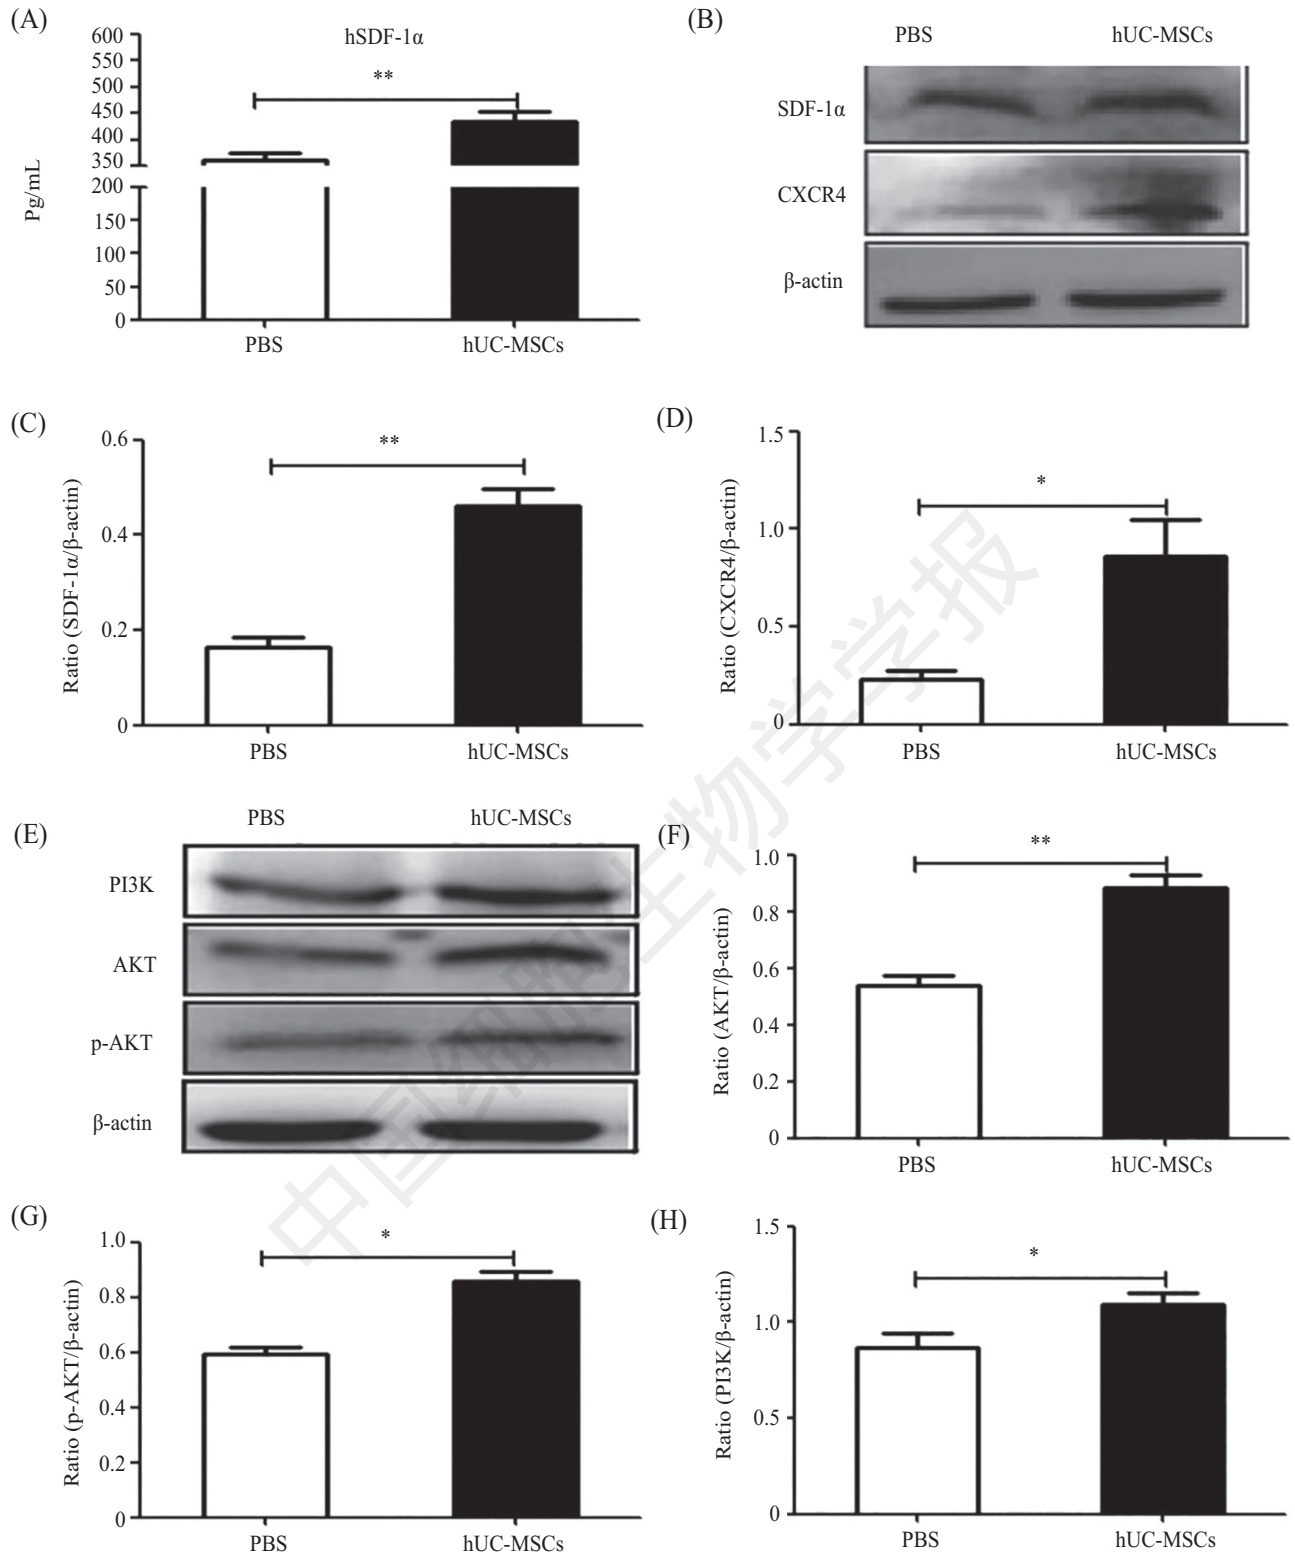 (A)
hSDF-1α
**
Pg/mL
600
550
500
450
400
350
200
150
100
50
0
PBS hUC-MSCs
(B)
PBS hUC-MSCs
SDF-1α
CXCR4
β-actin
(C)
**
Ratio (SDF-1α/β-actin)
0.6
0.4
0.2
0
PBS hUC-MSCs
(D)
*
Ratio (CXCR4/β-actin)
1.5
1.0
0.5
0
PBS hUC-MSCs
(E)
PBS hUC-MSCs
PI3K
AKT
p-AKT
β-actin
(F)
**
Ratio (AKT/β-actin)
1.0
0.8
0.6
0.4
0.2
0
PBS hUC-MSCs
(G)
*
Ratio (p-AKT/β-actin)
1.0
0.8
0.6
0.4
0.2
0
PBS hUC-MSCs
(H)
*
Ratio (PI3K/β-actin)
1.5
1.0
0.5
0
PBS hUC-MSCs
中国细胞生物学学报